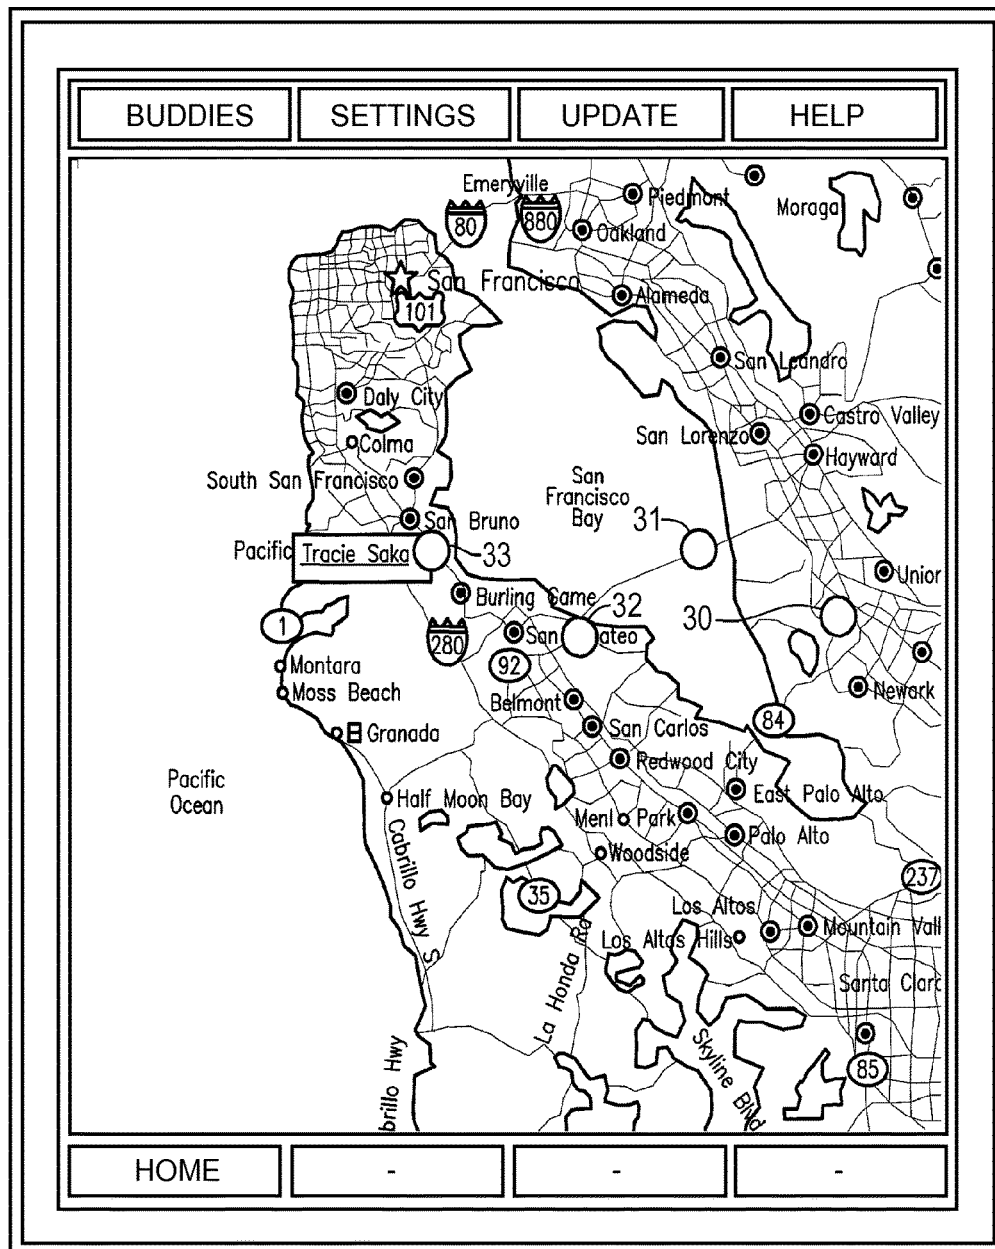 BUDDIES
SETTINGS
UPDATE
HELP
Emeryville
Piedmont
Moraga
80
880
Oakland
San Francisco
Alameda
101
San Leandro
Daly City
Castro Valley
Colma
San Lorenzo
Hayward
South San Francisco
San
Francisco
Bay
31
San Bruno
Pacific
Tracie Saka
33
Union
Burling Game
32
30
1
280
San Mateo
92
Montara
Moss Beach
Belmont
Newark
84
San Carlos
Granada
Redwood City
Pacific
Ocean
East Palo Alto
Half Moon Bay
Menl
Park
Palo Alto
Cabrillo Hwy S
Woodside
237
35
Los Altos
Mountain Vall
Los Altos Hills
La Honda Rd
Santa Clara
Skyline Blvd
85
brillo Hwy
HOME
-
-
-